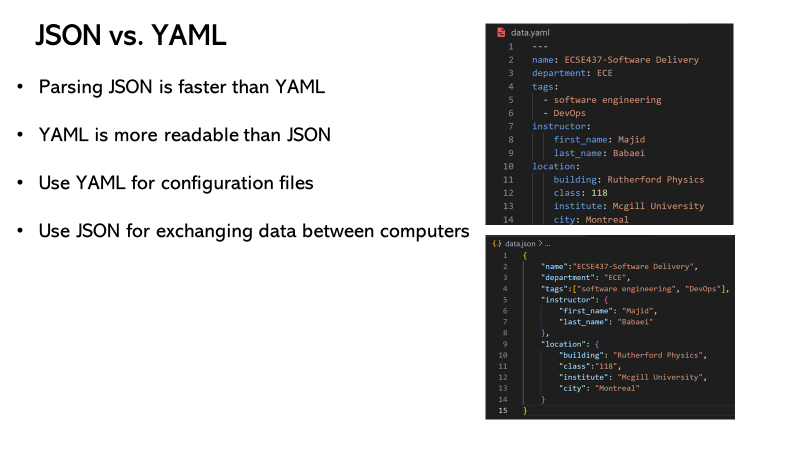 JSON vs. YAML
• Parsing JSON is faster than YAML
• YAML is more readable than JSON
• Use YAML for configuration files
• Use JSON for exchanging data between computers
data.yaml
1 ---
2 name: ECSE437-Software Delivery
3 department: ECE
4 tags:
5   - software engineering
6   - DevOps
7 instructor:
8     first_name: Majid
9     last_name: Babaei
10 location:
11     building: Rutherford Physics
12     class: 118
13     institute: Mcgill University
14     city: Montreal
{..} data.json > ...
1 {
2     "name":"ECSE437-Software Delivery",
3     "department": "ECE",
4     "tags":["software engineering", "DevOps"],
5     "instructor": {
6         "first_name": "Majid",
7         "last_name": "Babaei"
8     },
9     "location": {
10         "building": "Rutherford Physics",
11         "class":"118",
12         "institute": "Mcgill University",
13         "city": "Montreal"
14     }
15 }